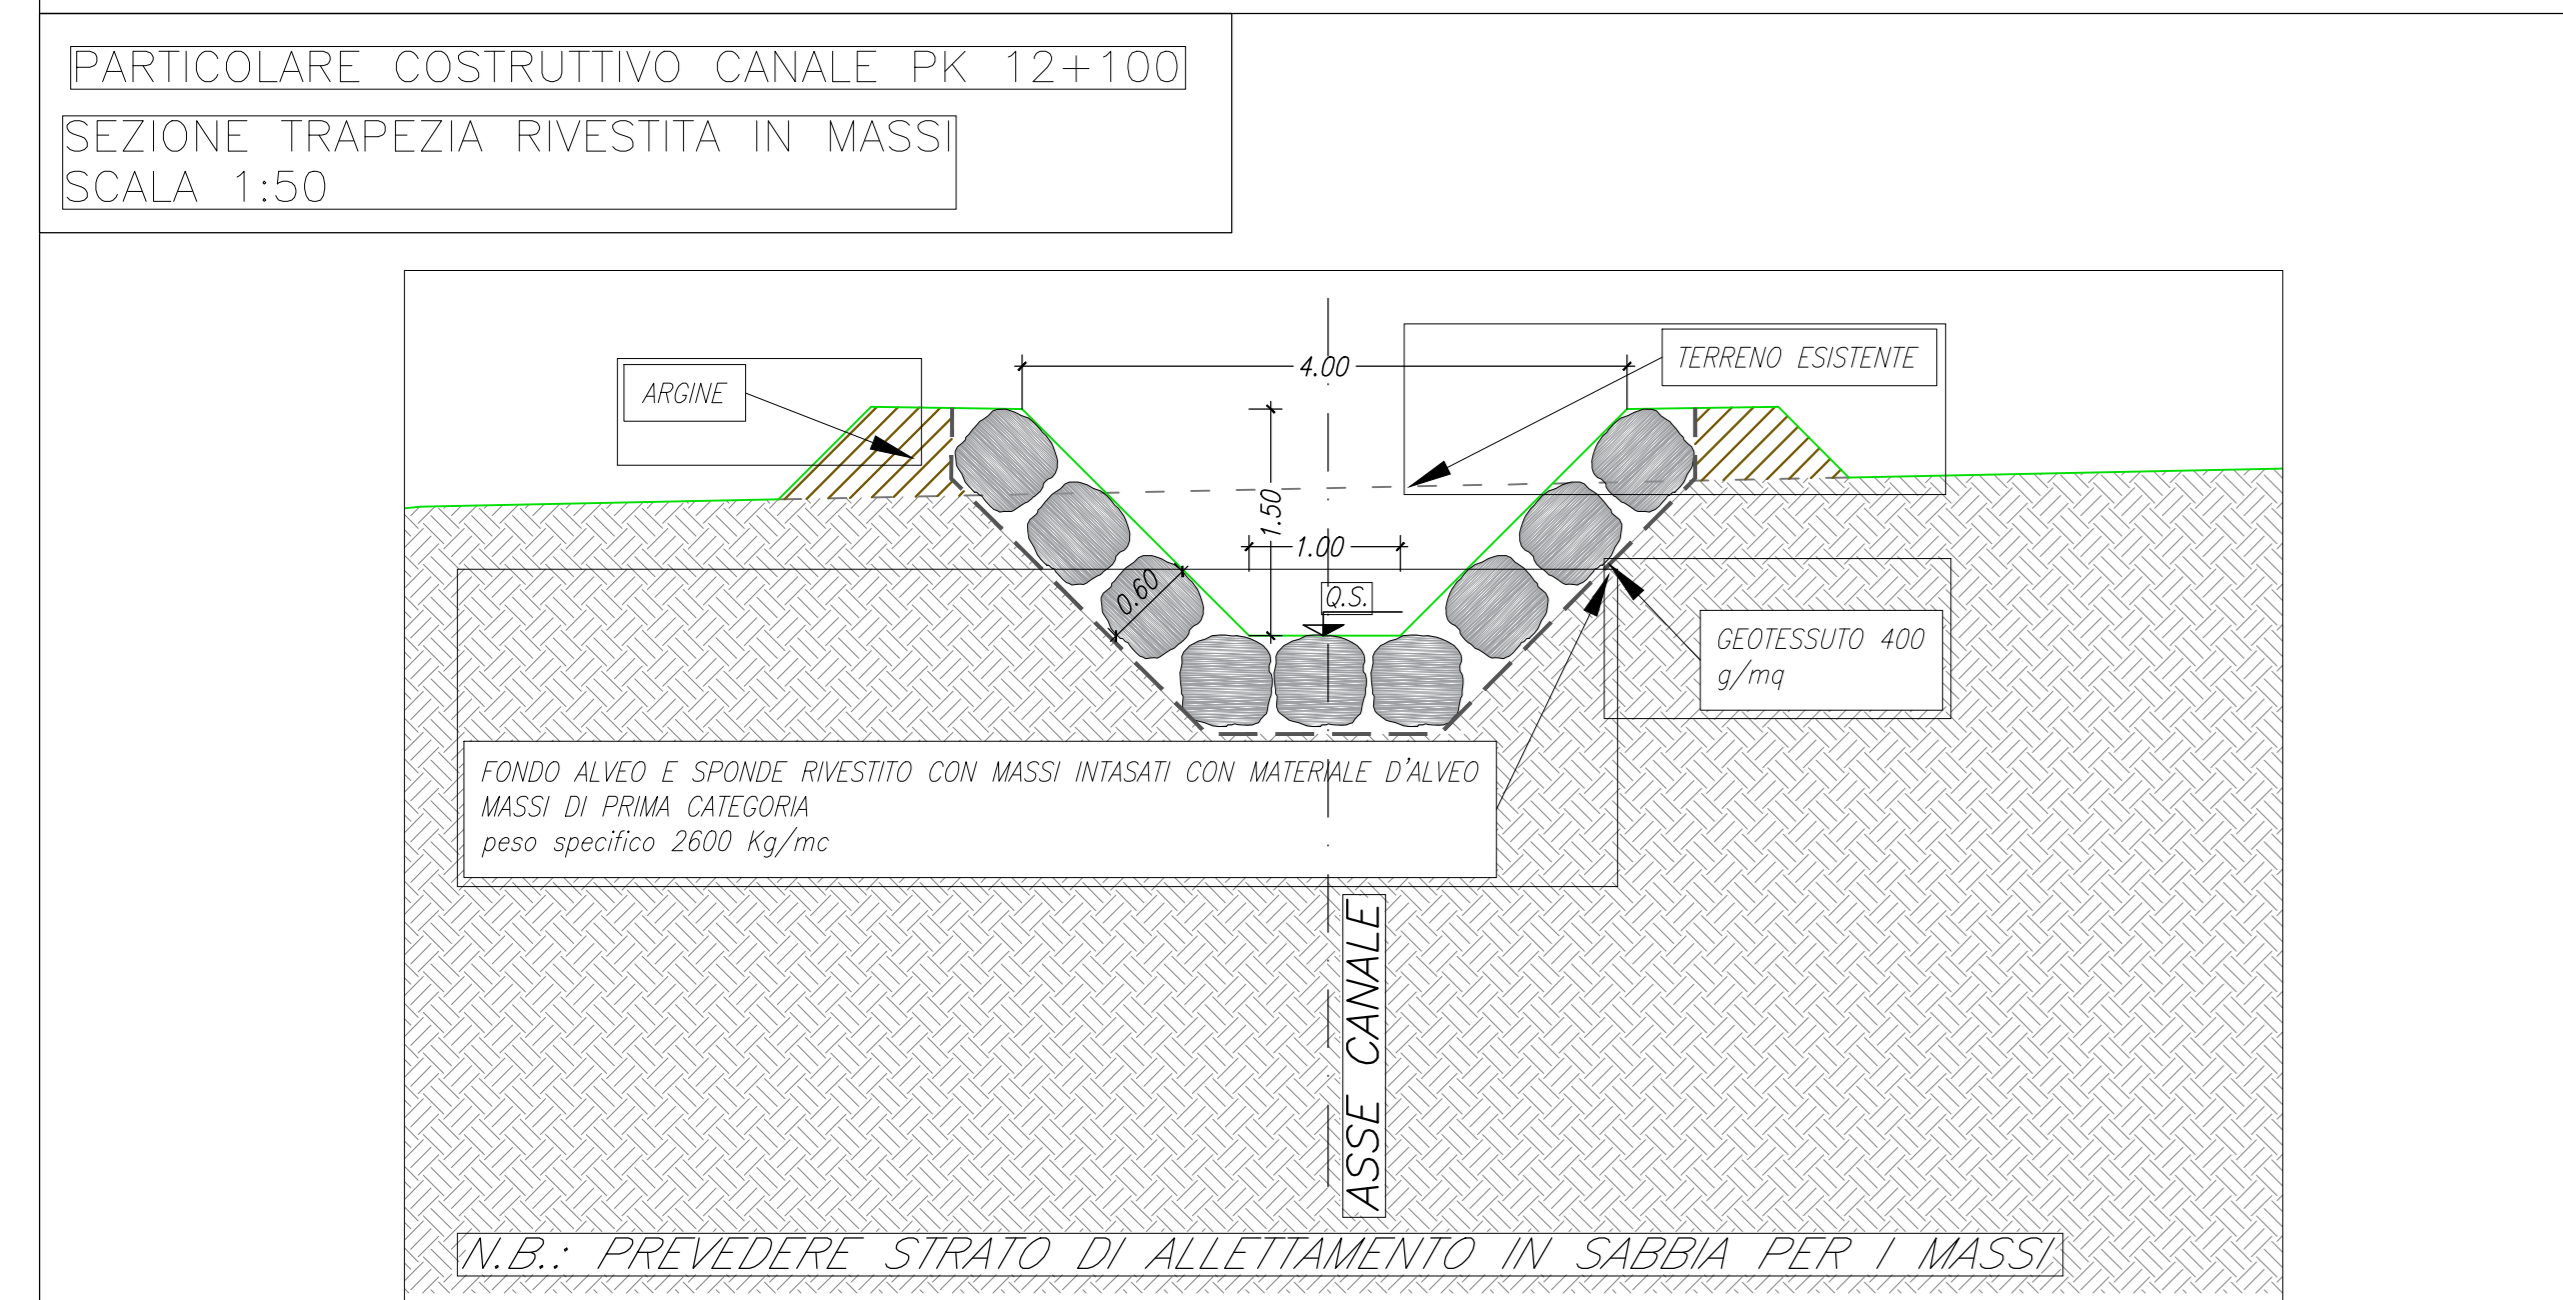 PARTICOLARE COSTRUTTIVO CANALE PK 12+100
SEZIONE TRAPEZIA RIVESTITA IN MASSI
SCALA 1:50
4.00
TERRENO ESISTENTE
ARGINE
1.50
1.00
0.60
Q.S.
GEOTESSUTO 400
g/mq
FONDO ALVEO E SPONDE RIVESTITO CON MASSI INTASATI CON MATERIALE D'ALVEO
MASSI DI PRIMA CATEGORIA
peso specifico 2600 Kg/mc
ASSE CANALE
N.B.: PREVEDERE STRATO DI ALLETTAMENTO IN SABBIA PER I MASSI